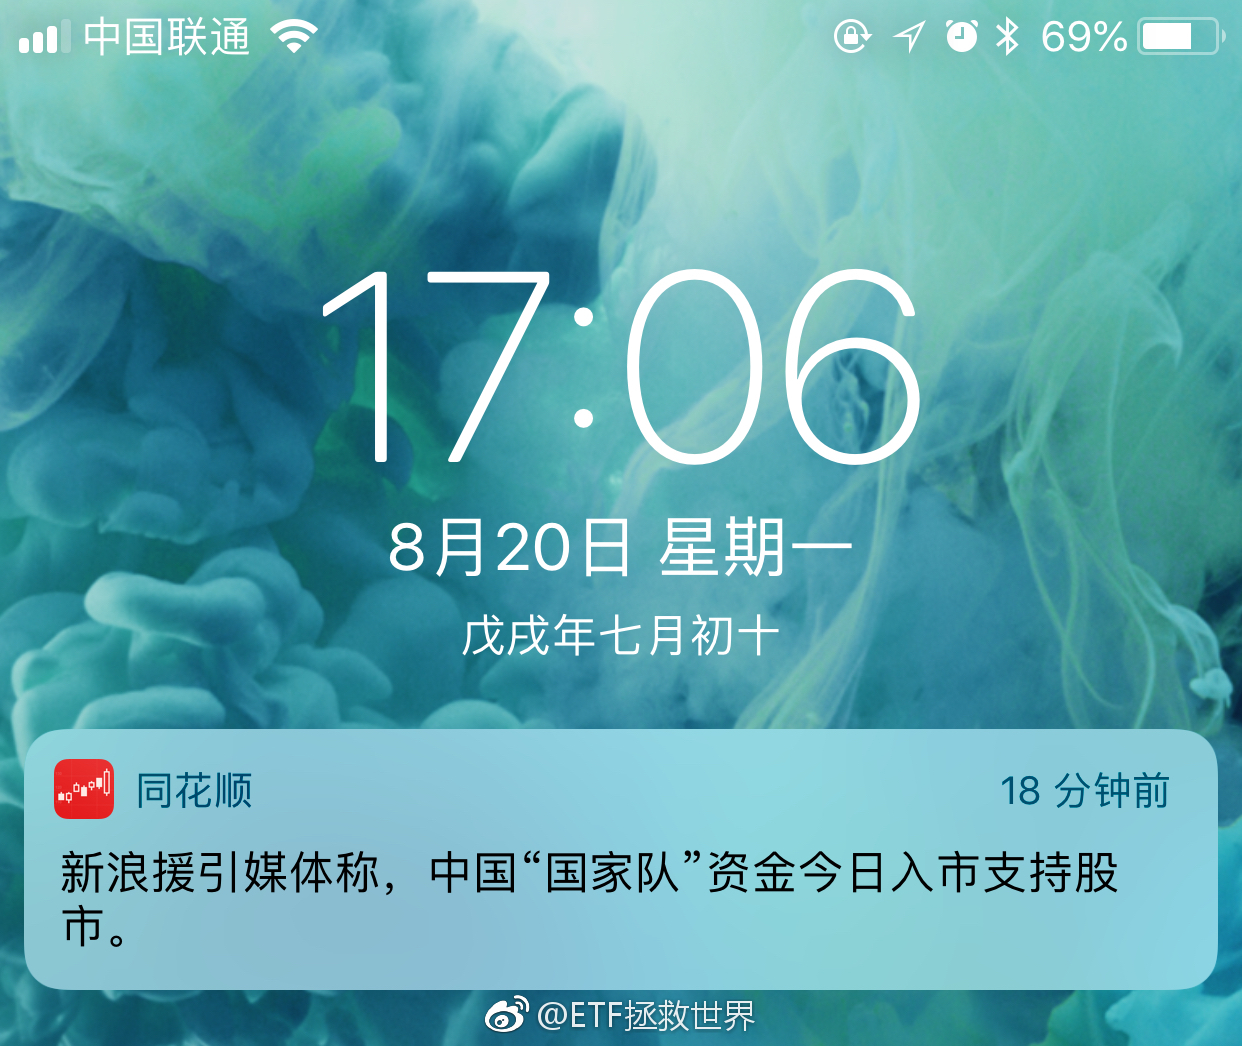 中国联通 69%
17:06
8月20日 星期一
戊戌年七月初十
同花顺 18 分钟前
新浪援引媒体称，中国“国家队”资金今日入市支持股
市。
@ETF拯救世界